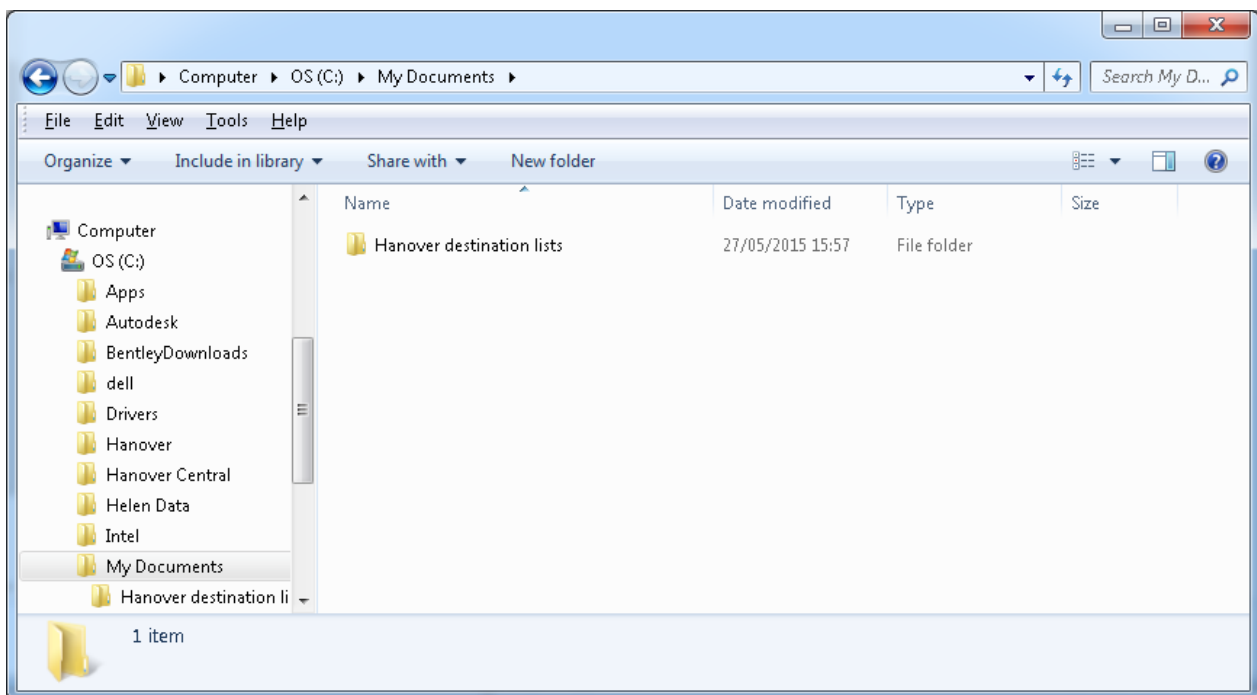 Computer OS (C:) My Documents
Search My D...
File Edit View Tools Help
Organize Include in library Share with New folder
Name Date modified Type Size
Hanover destination lists 27/05/2015 15:57 File folder
Computer
OS (C:)
Apps
Autodesk
BentleyDownloads
dell
Drivers
Hanover
Hanover Central
Helen Data
Intel
My Documents
Hanover destination li
1 item